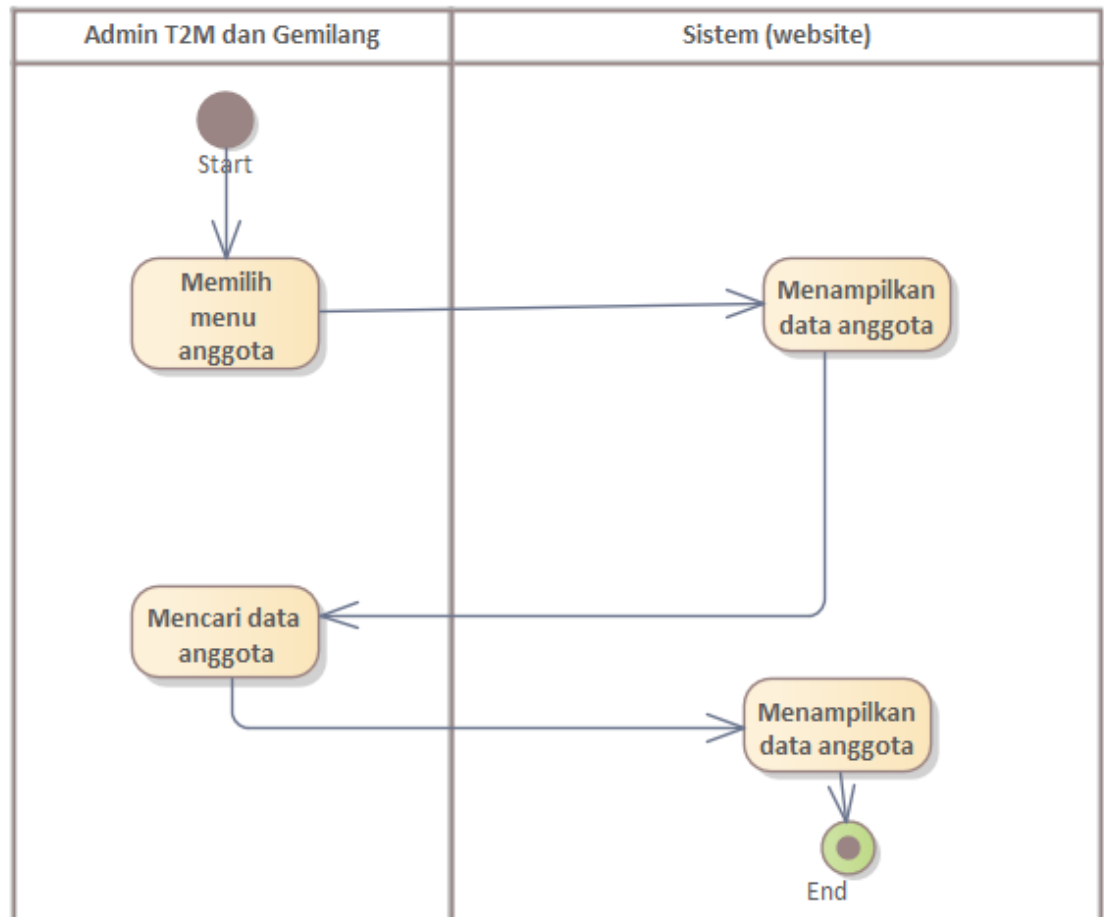 Admin T2M dan Gemilang
Sistem (website)
Start
Memilih
menu
anggota
Menampilkan
data anggota
Mencari data
anggota
Menampilkan
data anggota
End